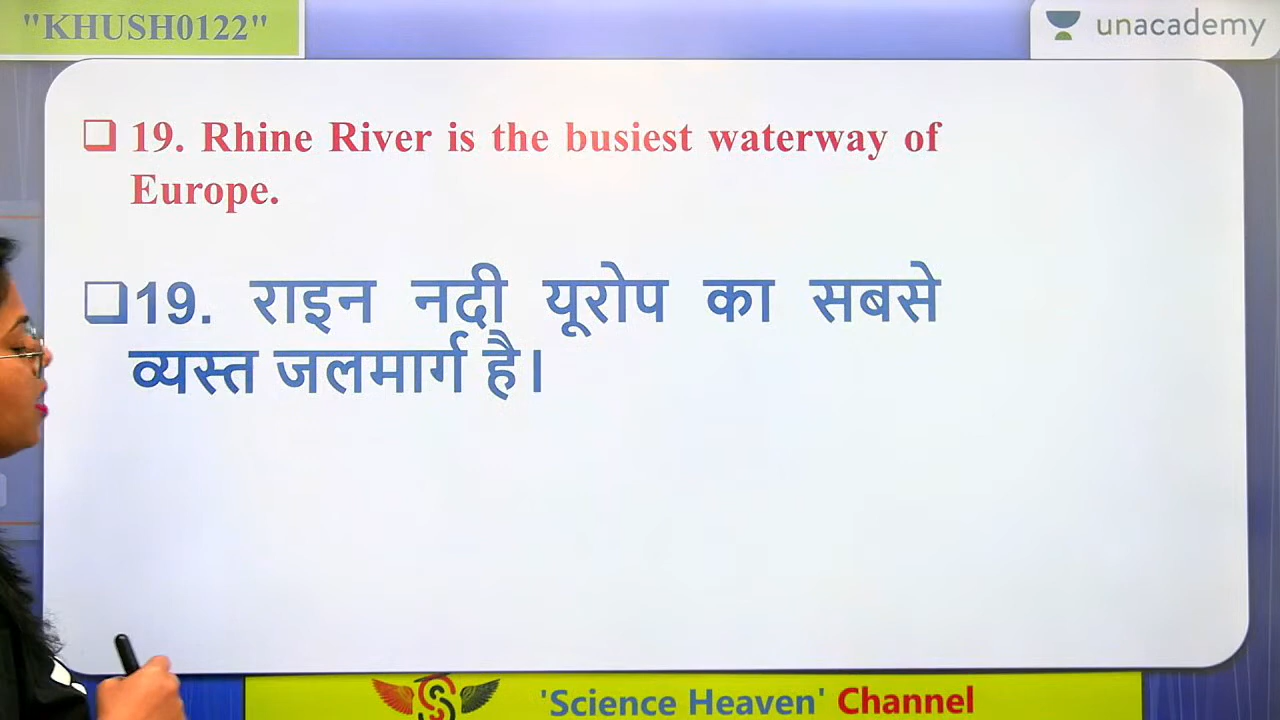 "KHUSH0122"
unacademy
19. Rhine River is the busiest waterway of
Europe.
19. राइन नदी यूरोप का सबसे
व्यस्त जलमार्ग है।
'Science Heaven' Channel